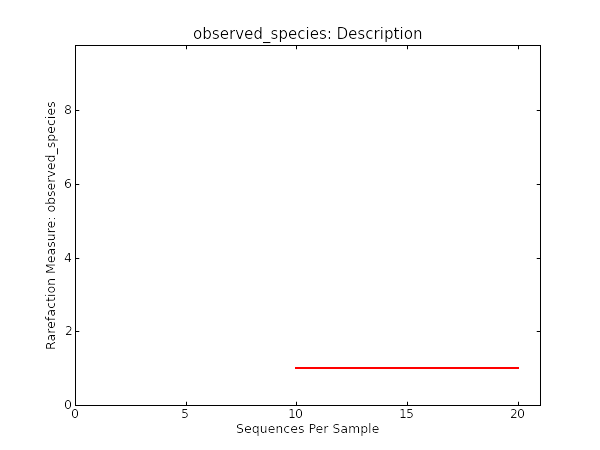 observed_species: Description
Rarefaction Measure: observed_species
8
6
4
2
0
0 5 10 15 20
Sequences Per Sample